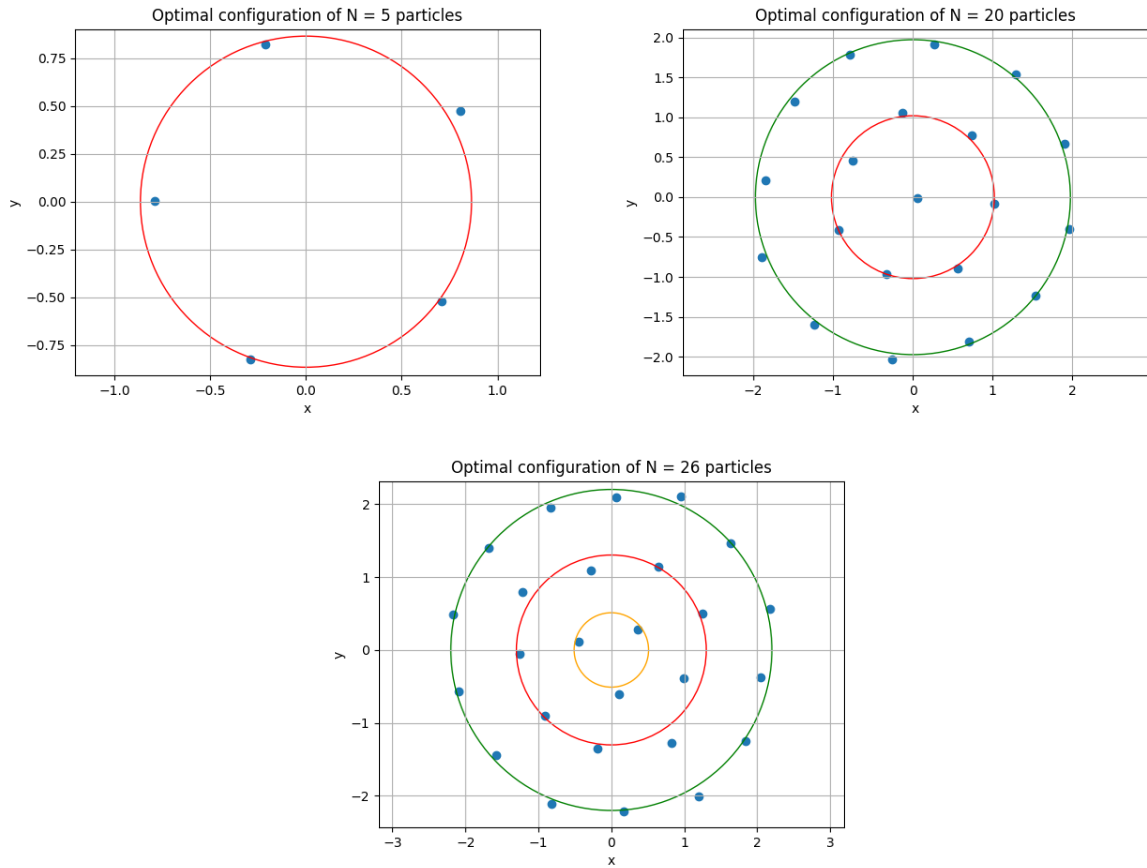 Optimal configuration of N = 5 particles
0.75
0.50
0.25
0.00
−0.25
−0.50
−0.75
y
−1.0 −0.5 0.0 0.5 1.0
x
Optimal configuration of N = 20 particles
2.0
1.5
1.0
0.5
0.0
−0.5
−1.0
−1.5
−2.0
y
−2 −1 0 1 2
x
Optimal configuration of N = 26 particles
2
1
0
−1
−2
y
−3 −2 −1 0 1 2 3
x